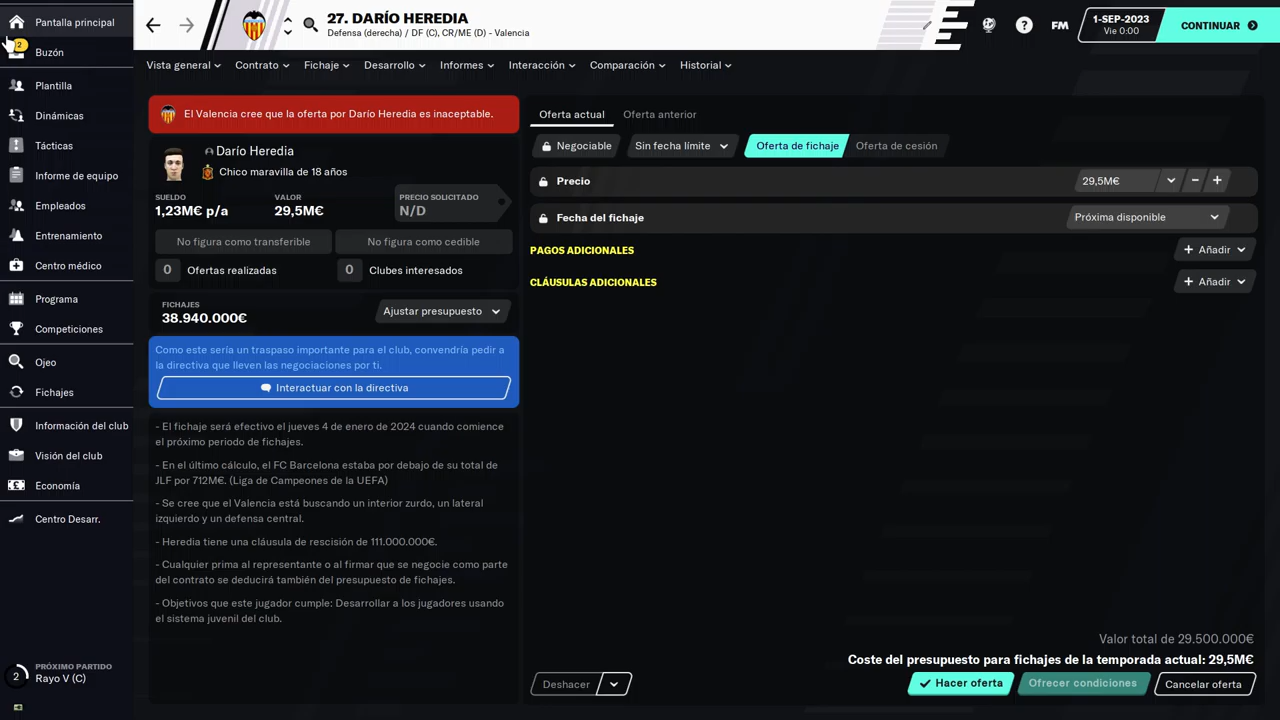 Pantalla principal
2
Buzón
Plantilla
Dinámicas
Tácticas
Informe de equipo
Empleados
Entrenamiento
Centro médico
Programa
Competiciones
Ojeo
Fichajes
Información del club
Visión del club
Economía
Centro Desarr.
2
PRÓXIMO PARTIDO
Rayo V (C)
27. DARÍO HEREDIA
Defensa (derecha) / DF (C), CR/ME (D) - Valencia
?
FM
1-SEP-2023
Vie 0:00
CONTINUAR
Vista general
Contrato
Fichaje
Desarrollo
Informes
Interacción
Comparación
Historial
El Valencia cree que la oferta por Darío Heredia es inaceptable.
Darío Heredia
Chico maravilla de 18 años
SUELDO
1,23M€ p/a
VALOR
29,5M€
PRECIO SOLICITADO
N/D
No figura como transferible
No figura como cedible
0 Ofertas realizadas
0 Clubes interesados
FICHAJES
38.940.000€
Ajustar presupuesto
Como este sería un traspaso importante para el club, convendría pedir a
la directiva que lleven las negociaciones por ti.
Interactuar con la directiva
- El fichaje será efectivo el jueves 4 de enero de 2024 cuando comience
el próximo periodo de fichajes.
- En el último cálculo, el FC Barcelona estaba por debajo de su total de
JLF por 712M€. (Liga de Campeones de la UEFA)
- Se cree que el Valencia está buscando un interior zurdo, un lateral
izquierdo y un defensa central.
- Heredia tiene una cláusula de rescisión de 111.000.000€.
- Cualquier prima al representante o al firmar que se negocie como parte
del contrato se deducirá también del presupuesto de fichajes.
- Objetivos que este jugador cumple: Desarrollar a los jugadores usando
el sistema juvenil del club.
Oferta actual
Oferta anterior
Negociable
Sin fecha límite
Oferta de fichaje
Oferta de cesión
Precio
29,5M€
Fecha del fichaje
Próxima disponible
PAGOS ADICIONALES
Añadir
CLÁUSULAS ADICIONALES
Añadir
Valor total de 29.500.000€
Coste del presupuesto para fichajes de la temporada actual: 29,5M€
Deshacer
Hacer oferta
Ofrecer condiciones
Cancelar oferta